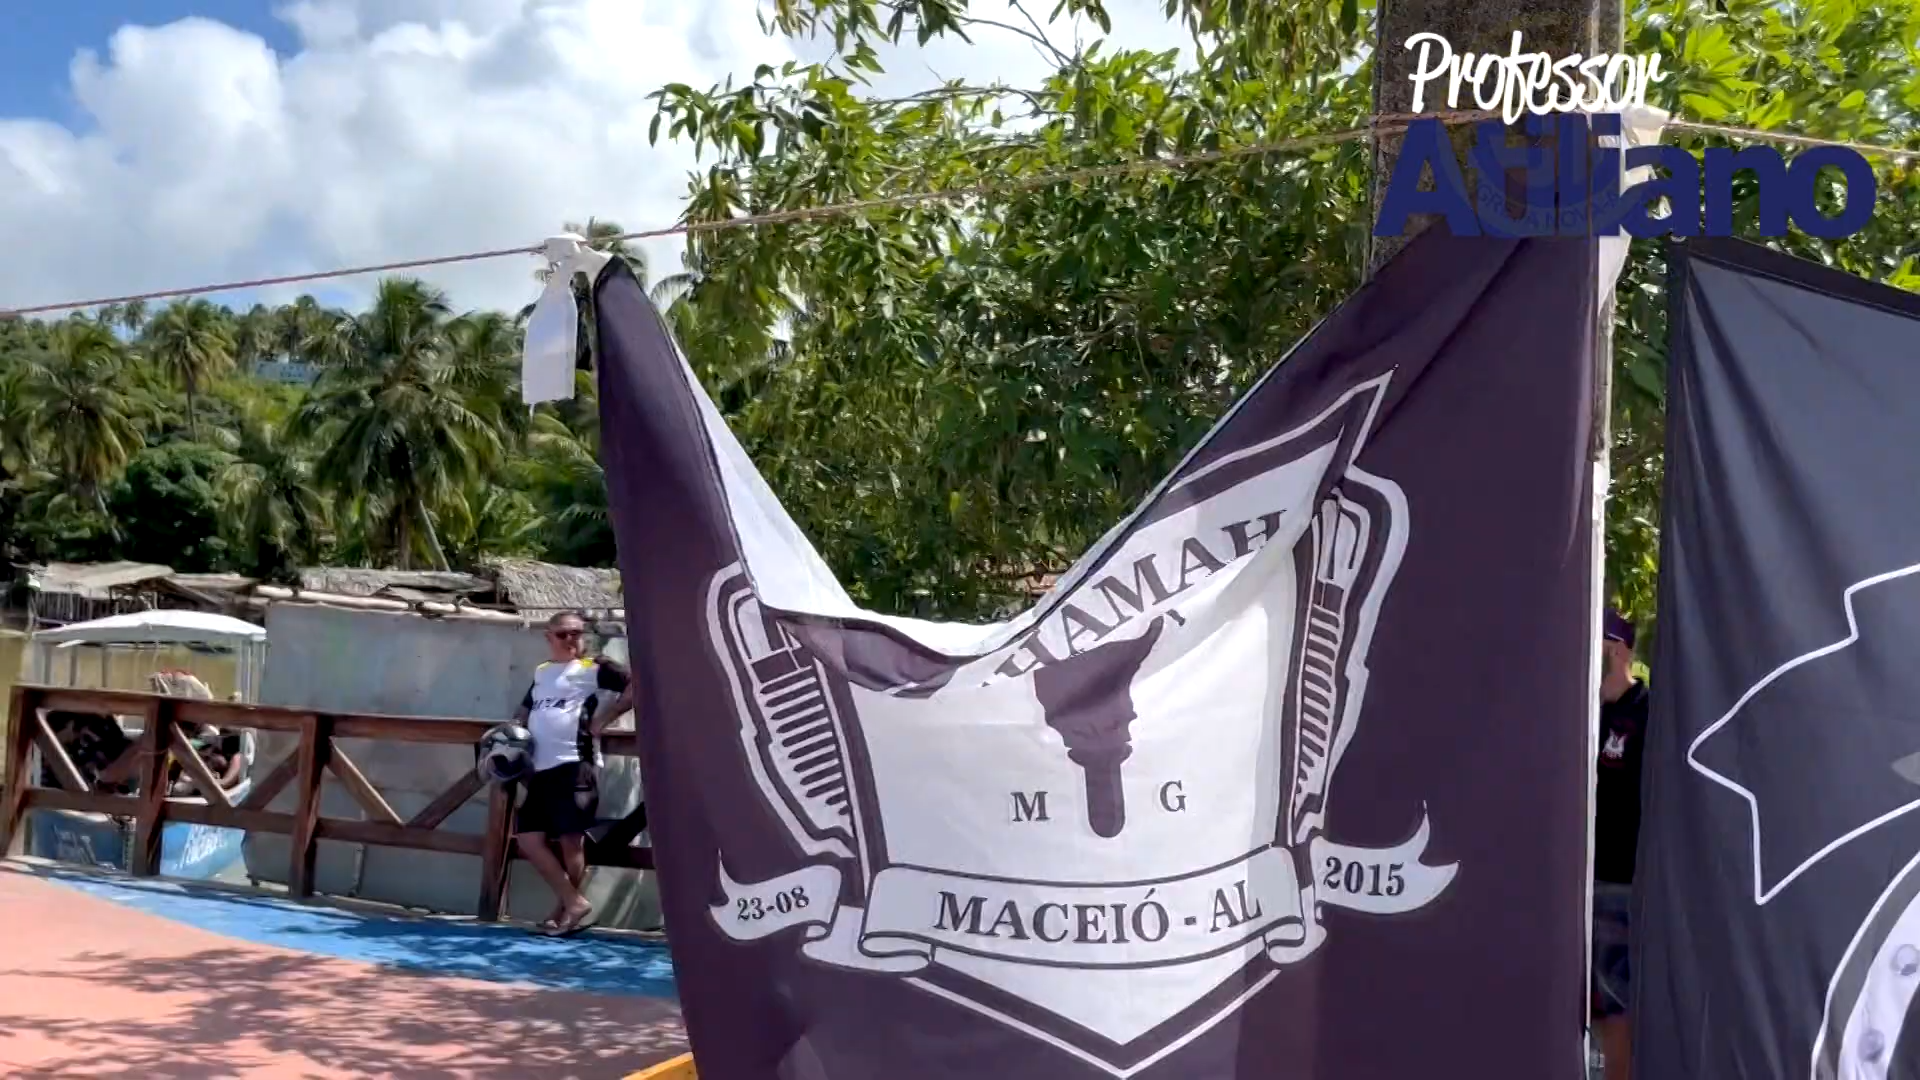 Professor
Atiliano
HAMAH
M G
23-08
MACEIÓ - AL
2015